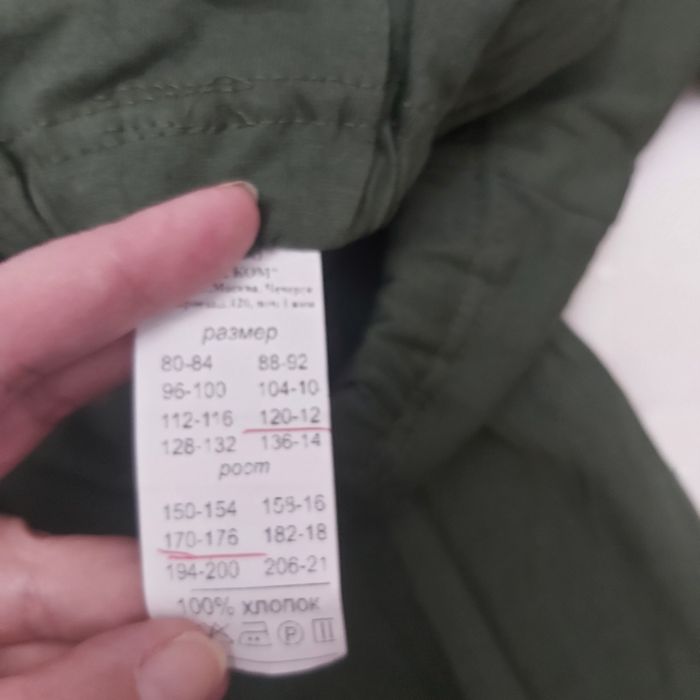 КОМ"
размер
80-84 88-92
96-100 104-10
112-116 120-12
128-132 136-14
рост
150-154 158-16
170-176 182-18
194-200 206-21
100% хлопок
P